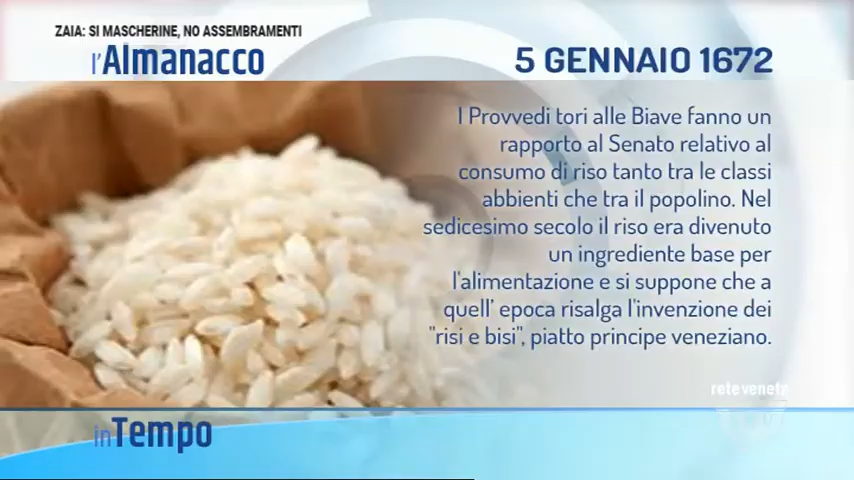 ZAIA: SI MASCHERINE, NO ASSEMBRAMENTI
l'Almanacco
5 GENNAIO 1672
I Provvedi tori alle Biave fanno un
rapporto al Senato relativo al
consumo di riso tanto tra le classi
abbienti che tra il popolino. Nel
sedicesimo secolo il riso era divenuto
un ingrediente base per
l'alimentazione e si suppone che a
quell' epoca risalga l'invenzione dei
"risi e bisi", piatto principe veneziano.
inTempo